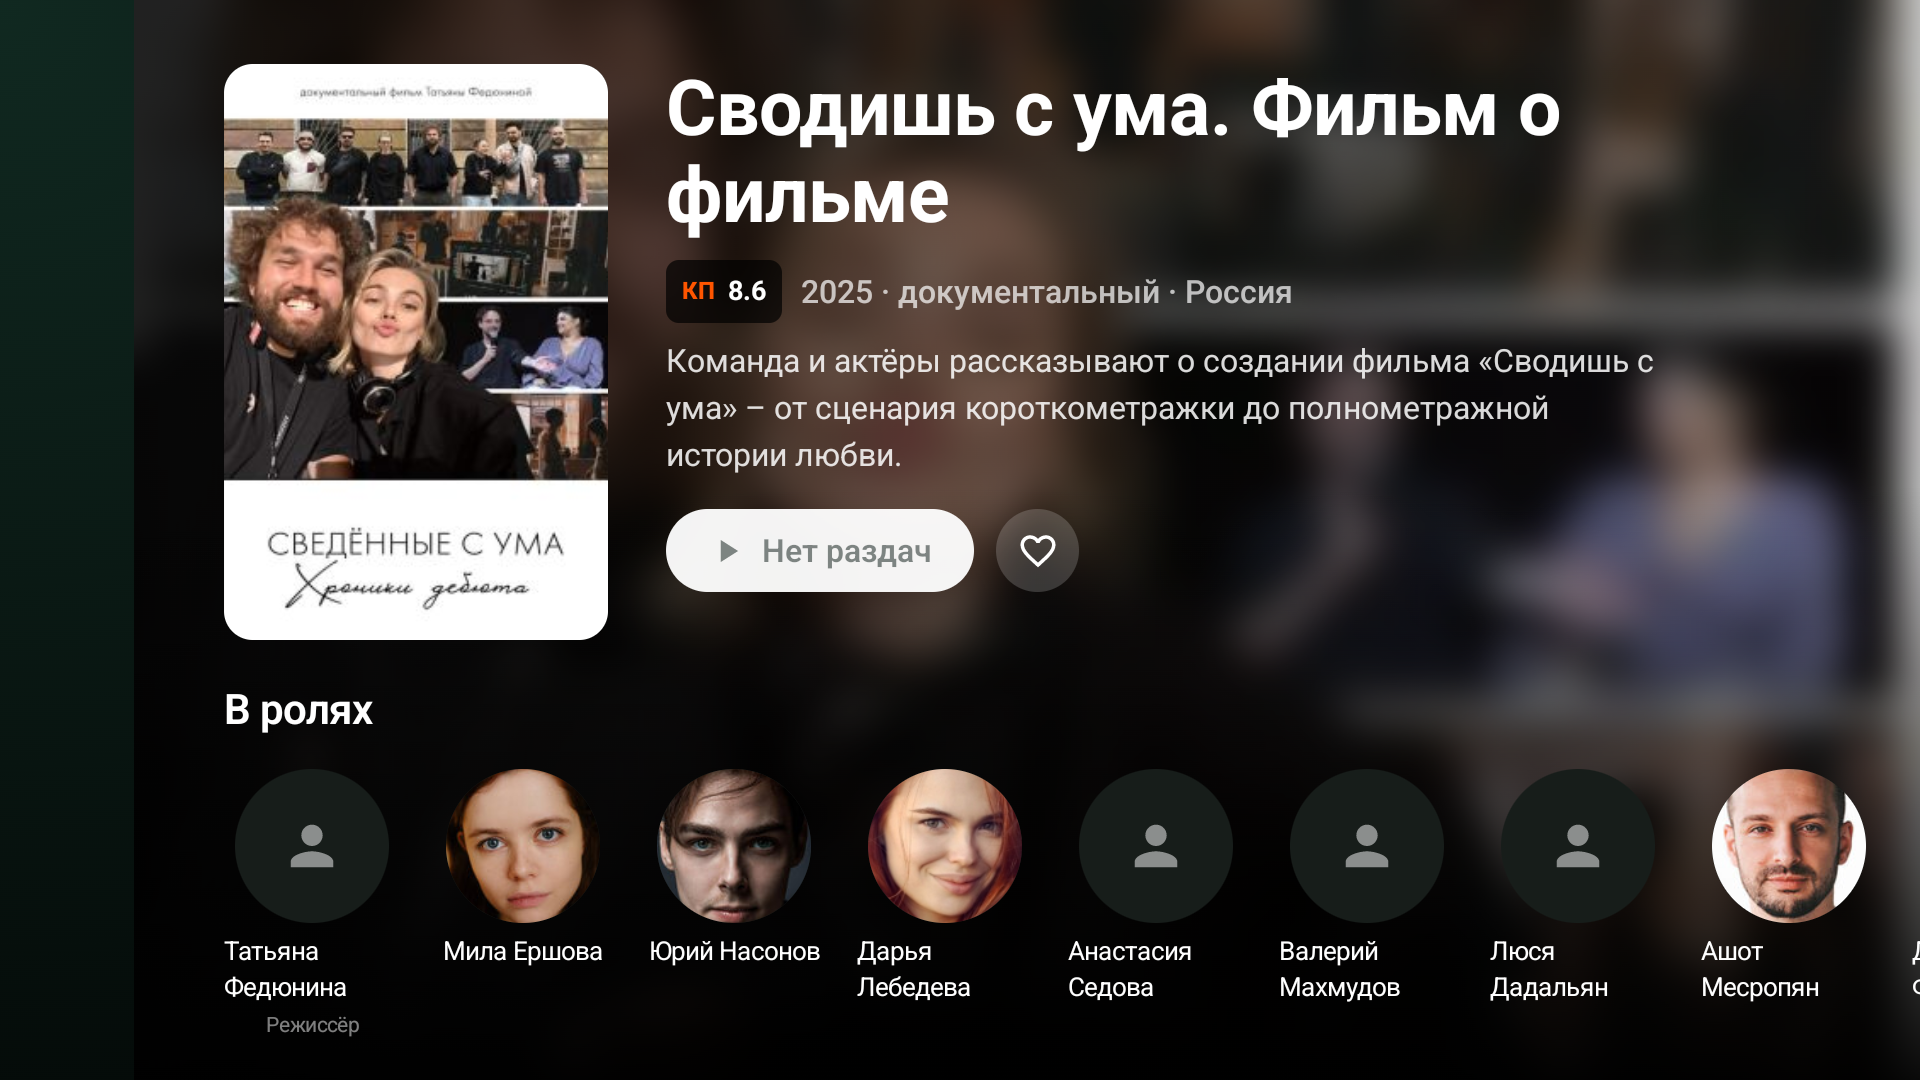 документальный фильм Татьяны Федюниной
СВЕДЁННЫЕ С УМА
Хроники дебюта
Сводишь с ума. Фильм о
фильме
КП 8.6 2025 · документальный · Россия
Команда и актёры рассказывают о создании фильма «Сводишь с
ума» – от сценария короткометражки до полнометражной
истории любви.
Нет раздач
В ролях
Татьяна
Федюнина
Режиссёр
Мила Ершова
Юрий Насонов
Дарья
Лебедева
Анастасия
Седова
Валерий
Махмудов
Люся
Дадальян
Ашот
Месропян